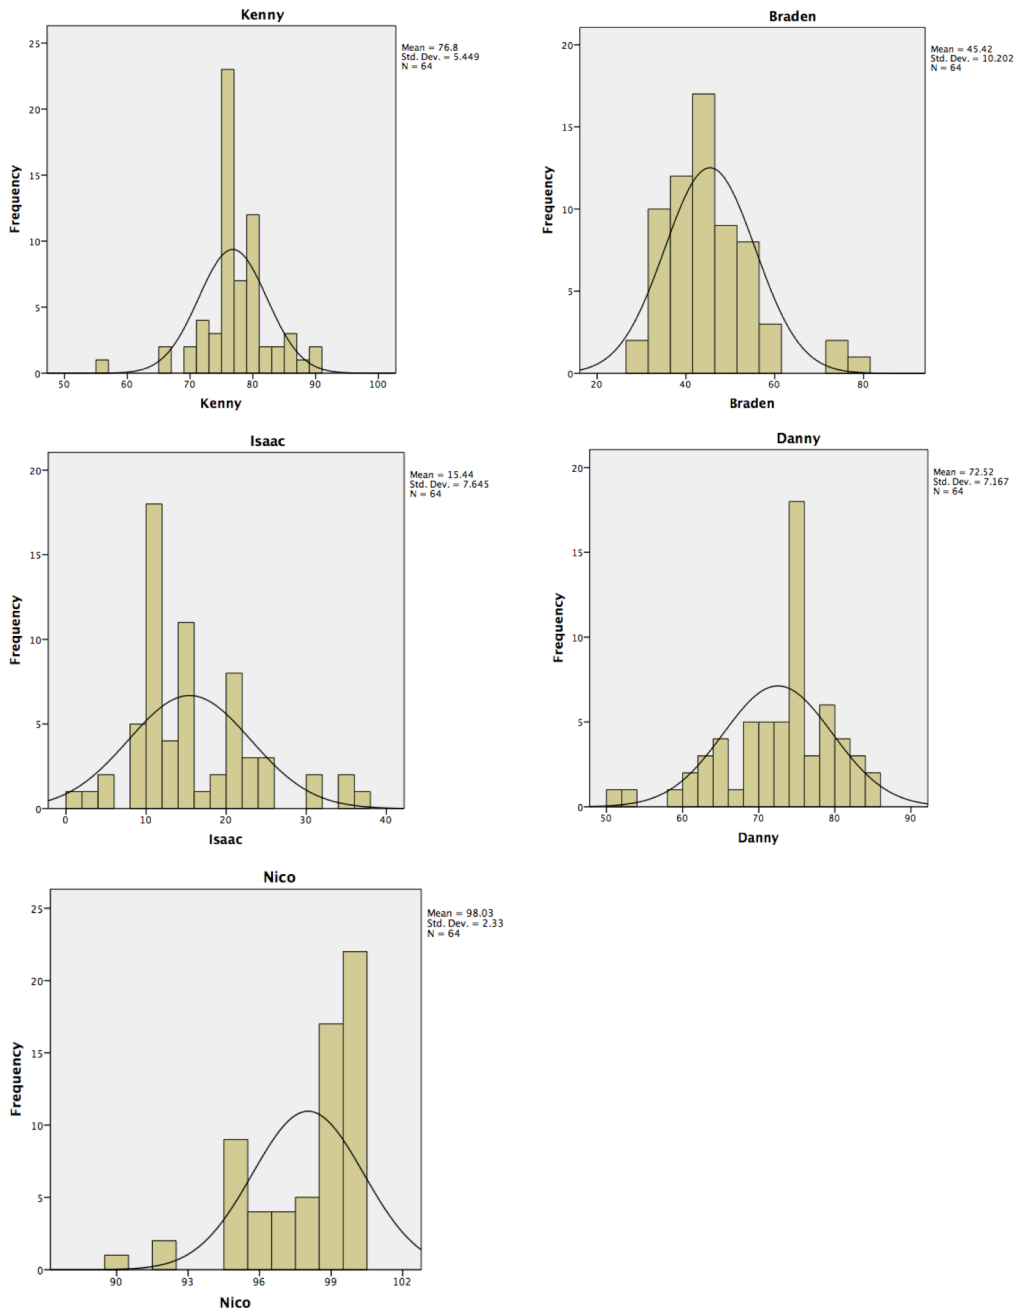 Kenny
Mean = 76.8
Std. Dev. = 5.449
N = 64
25
20
15
10
5
0
Frequency
50 60 70 80 90 100
Kenny
Braden
Mean = 45.42
Std. Dev. = 10.202
N = 64
20
15
10
5
0
Frequency
20 40 60 80
Braden
Isaac
Mean = 15.44
Std. Dev. = 7.645
N = 64
20
15
10
5
0
Frequency
0 10 20 30 40
Isaac
Danny
Mean = 72.52
Std. Dev. = 7.167
N = 64
20
15
10
5
0
Frequency
50 60 70 80 90
Danny
Nico
Mean = 98.03
Std. Dev. = 2.33
N = 64
25
20
15
10
5
0
Frequency
90 93 96 99 102
Nico